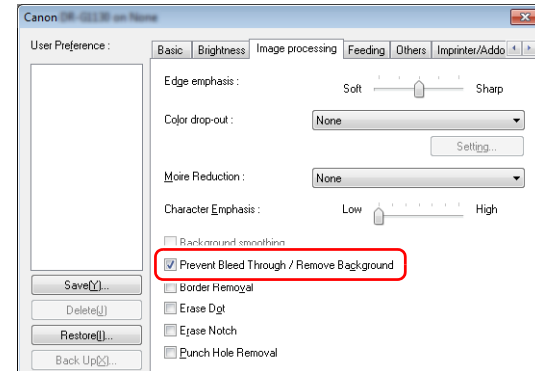 Canon DR-G1130 on None
User Preference :
Basic Brightness Image processing Feeding Others Imprinter/Addo
Edge emphasis :
Soft Sharp
Color drop-out :
None
Setting...
Moire Reduction :
None
Character Emphasis :
Low High
Background smoothing
Prevent Bleed Through / Remove Background
Save(Y)...
Border Removal
Delete(J)
Erase Dot
Restore(I)...
Erase Notch
Back Up(X)...
Punch Hole Removal